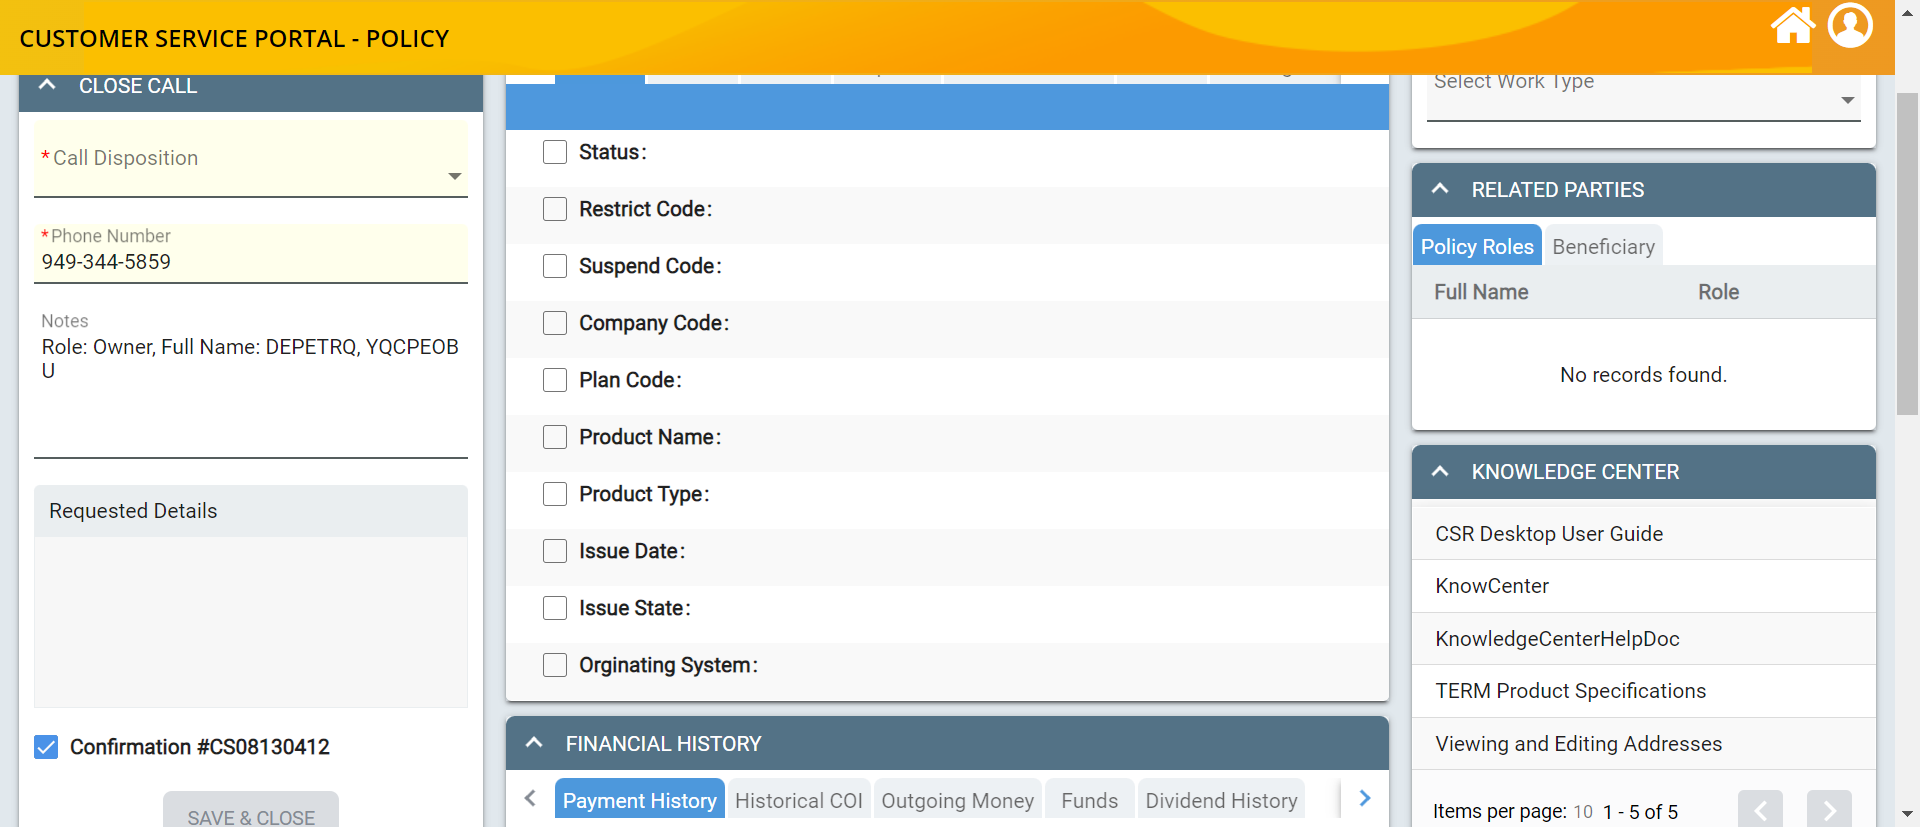 CUSTOMER SERVICE PORTAL - POLICY
CLOSE CALL
* Call Disposition
* Phone Number
949-344-5859
Notes
Role: Owner, Full Name: DEPETRQ, YQCPEOB
U
Requested Details
Confirmation #CS08130412
SAVE & CLOSE
Status:
Restrict Code:
Suspend Code:
Company Code:
Plan Code:
Product Name:
Product Type:
Issue Date:
Issue State:
Orginating System:
FINANCIAL HISTORY
Payment History Historical COI Outgoing Money Funds Dividend History
Select Work Type
RELATED PARTIES
Policy Roles Beneficiary
Full Name Role
No records found.
KNOWLEDGE CENTER
CSR Desktop User Guide
KnowCenter
KnowledgeCenterHelpDoc
TERM Product Specifications
Viewing and Editing Addresses
Items per page: 10 1 - 5 of 5